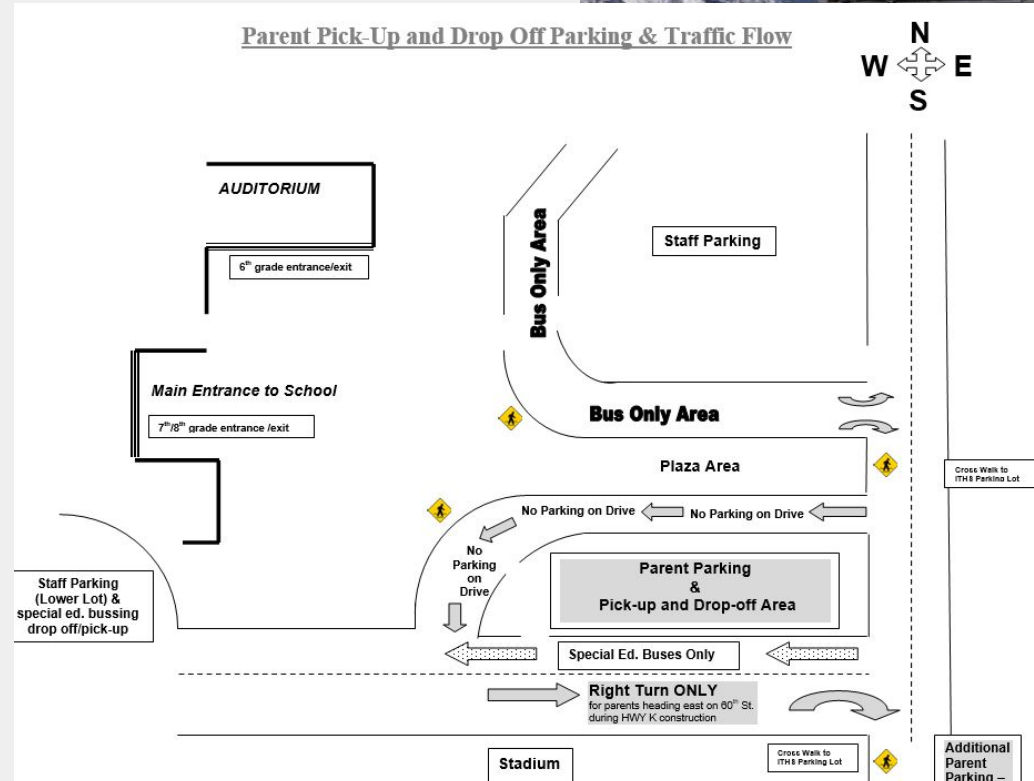 Parent Pick-Up and Drop Off Parking & Traffic Flow
N
W E
S
AUDITORIUM
6th grade entrance/exit
Bus Only Area
Staff Parking
Main Entrance to School
7th/8th grade entrance /exit
Bus Only Area
Plaza Area
Cross Walk to
ITHS Parking Lot
No Parking on Drive
No Parking on Drive
No
Parking
on
Drive
Parent Parking
&
Pick-up and Drop-off Area
Staff Parking
(Lower Lot) &
special ed. bussing
drop off/pick-up
Special Ed. Buses Only
Right Turn ONLY
for parents heading east on 60th St.
during HWY K construction
Stadium
Cross Walk to
ITHS Parking Lot
Additional
Parent
Parking –